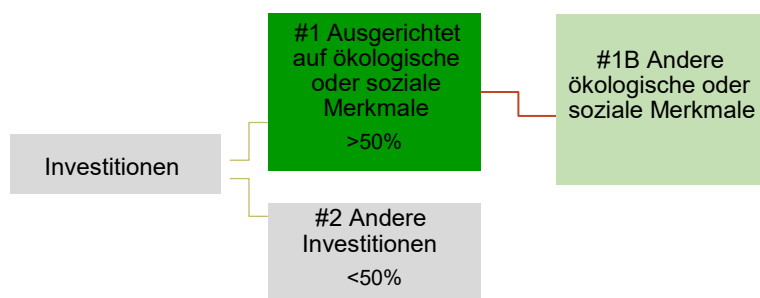 Investitionen
#1 Ausgerichtet
auf ökologische
oder soziale
Merkmale
>50%
#2 Andere
Investitionen
<50%
#1B Andere
ökologische oder
soziale Merkmale